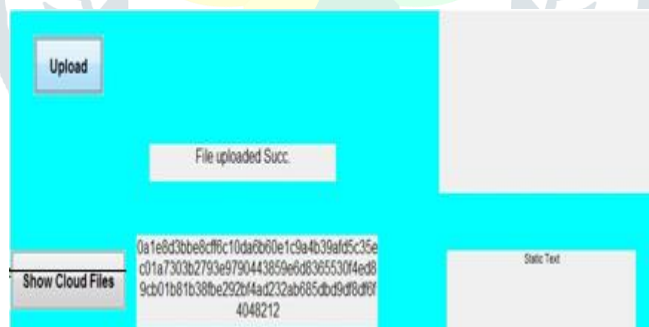 Upload
File uploaded Succ.
0a1e8d3bbe8cff6c10da6b60e1c9a4b39afd5c35e
c01a7303b2793e9790443859e6d8365530f4ed8
9cb01b81b38fbe292bf4ad232ab685dbd9df8df6f
4048212
Show Cloud Files
Static Text